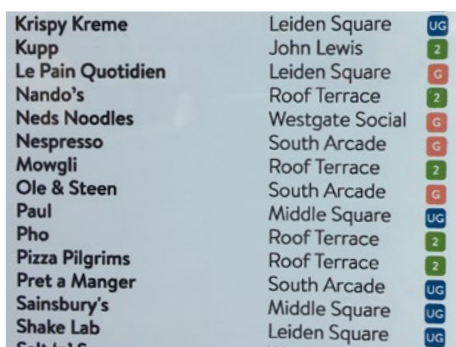 Krispy Kreme Leiden Square UG
Kupp John Lewis 2
Le Pain Quotidien Leiden Square G
Nando's Roof Terrace 2
Neds Noodles Westgate Social G
Nespresso South Arcade G
Mowgli Roof Terrace 2
Ole & Steen South Arcade G
Paul Middle Square UG
Pho Roof Terrace 2
Pizza Pilgrims Roof Terrace 2
Pret a Manger South Arcade UG
Sainsbury's Middle Square UG
Shake Lab Leiden Square UG